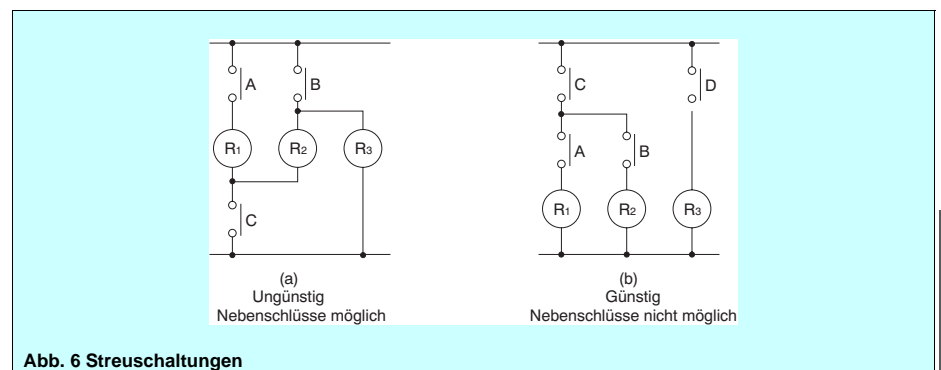 A
B
R1
R2
R3
C
(a)
Ungünstig
Nebenschlüsse möglich
C
D
A
B
R1
R2
R3
(b)
Günstig
Nebenschlüsse nicht möglich
Abb. 6 Streuschaltungen